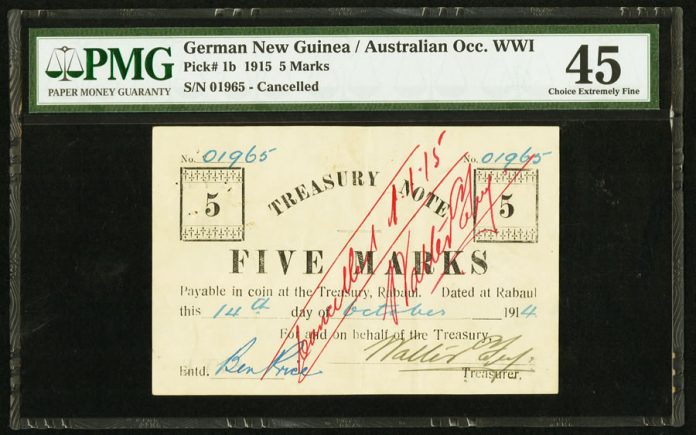 PMG
PAPER MONEY GUARANTY
German New Guinea / Australian Occ. WWI
Pick# 1b 1915 5 Marks
S/N 01965 - Cancelled
45
Choice Extremely Fine
No. 01965
No. 01965
5
TREASURY NOTE
5
FIVE MARKS
Payable in coin at the Treasury, Rabaul. Dated at Rabaul
this 14th day of October 1914
For and on behalf of the Treasury
Entd. Ben Price
Walter
Treasurer.
Cancelled
Walter